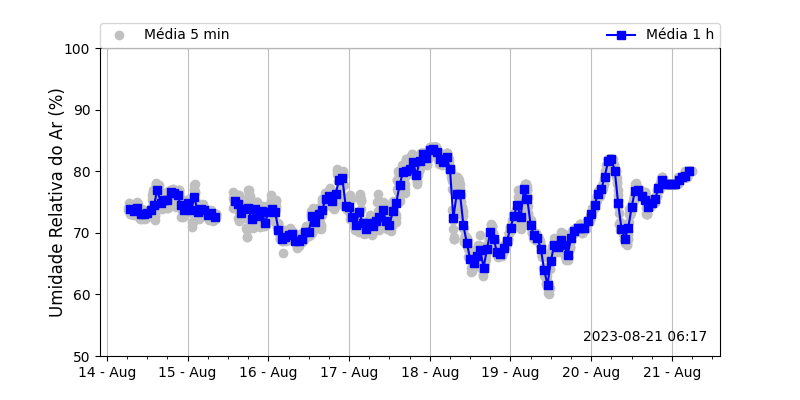 Média 5 min
Média 1 h
Umidade Relativa do Ar (%)
100
90
80
70
60
50
2023-08-21 06:17
14 - Aug
15 - Aug
16 - Aug
17 - Aug
18 - Aug
19 - Aug
20 - Aug
21 - Aug